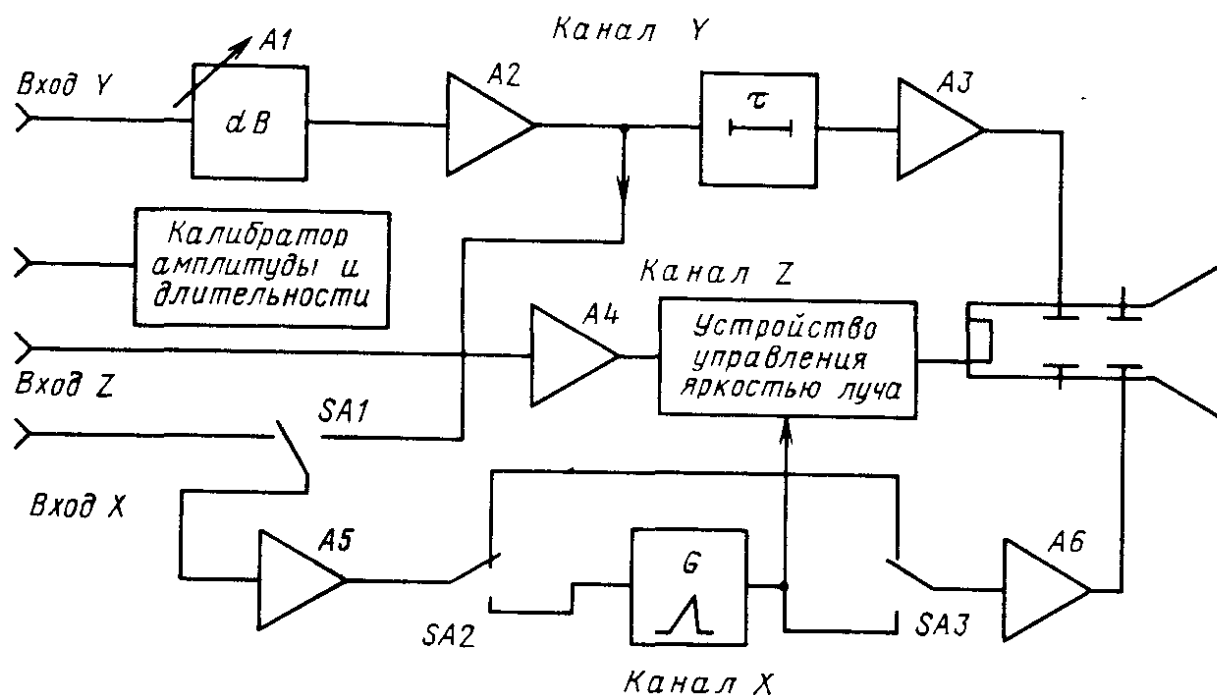 Канал Y
Вход Y
A1
dB
A2
τ
A3
Калибратор
амплитуды и
длительности
Канал Z
A4
Устройство
управления
яркостью луча
Вход Z
SA1
Вход X
A5
SA2
G
SA3
A6
Канал X